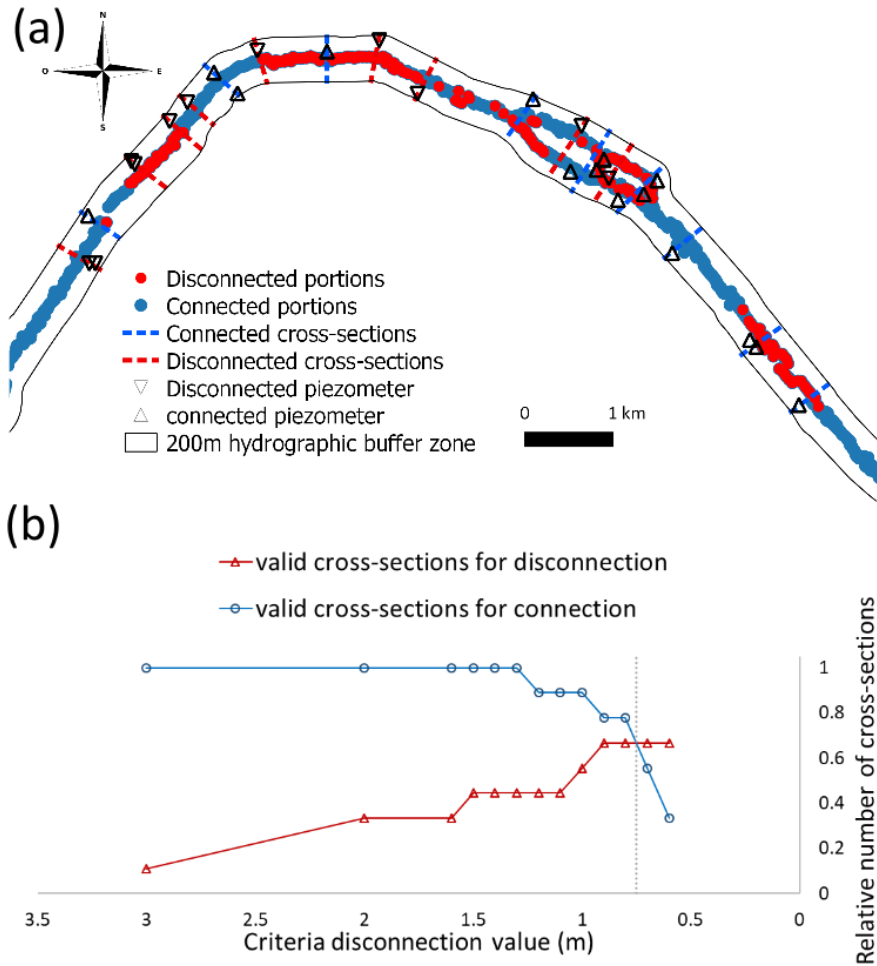 (a)
N
O
E
S
Disconnected portions
Connected portions
Connected cross-sections
Disconnected cross-sections
Disconnected piezometer
connected piezometer
200m hydrographic buffer zone
0 1 km
(b)
valid cross-sections for disconnection
valid cross-sections for connection
1
0.8
0.6
0.4
0.2
0
Relative number of cross-sections
3.5 3 2.5 2 1.5 1 0.5 0
Criteria disconnection value (m)